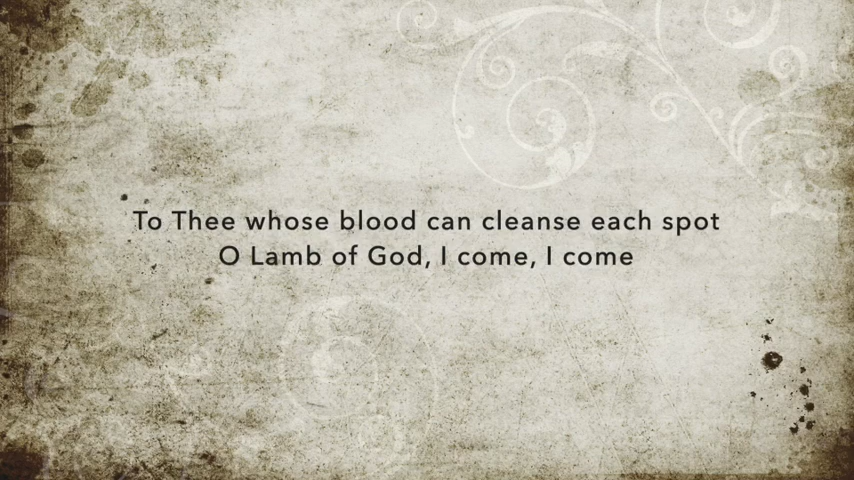 To Thee whose blood can cleanse each spot
O Lamb of God, I come, I come